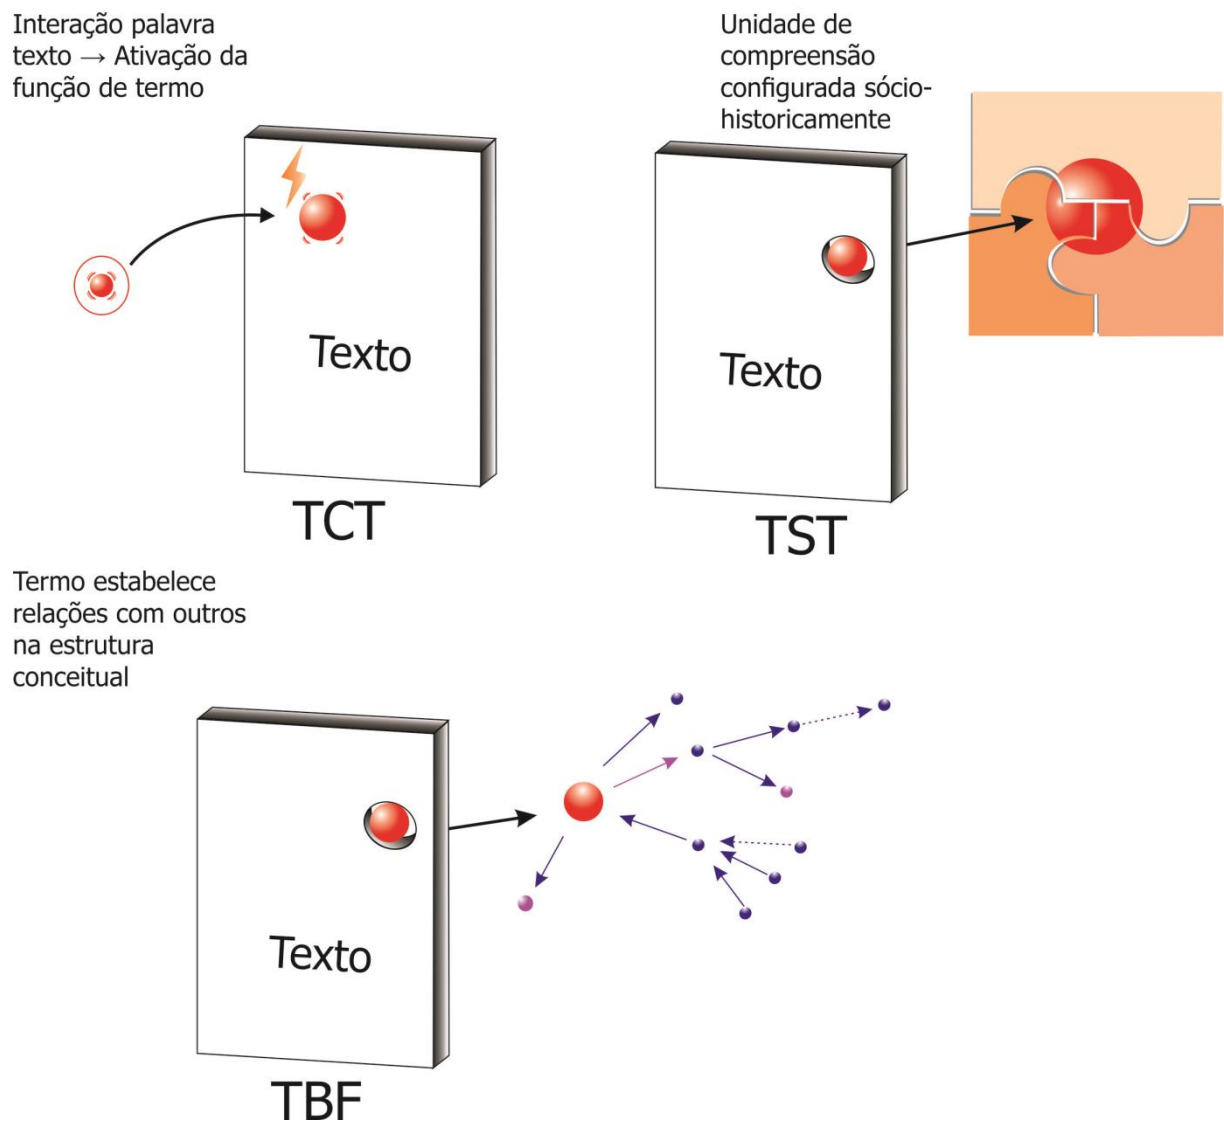 Interação palavra
texto → Ativação da
função de termo
Texto
TCT
Unidade de
compreensão
configurada sócio-
historicamente
Texto
TST
Termo estabelece
relações com outros
na estrutura
conceitual
Texto
TBF